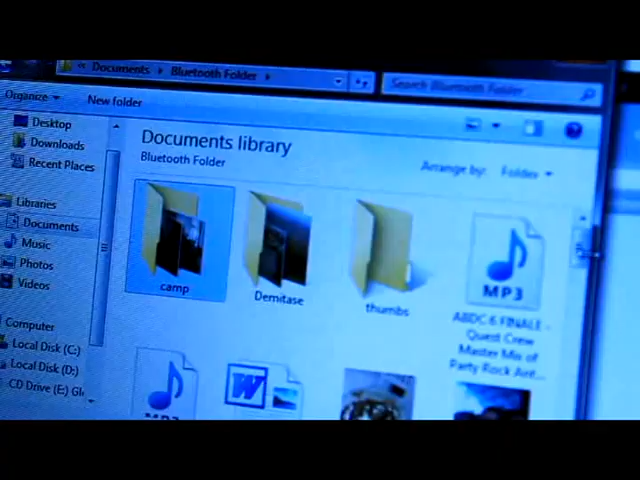 « Documents ▸ Bluetooth Folder ▸
Search Bluetooth Folder
Organize
New folder
Desktop
Downloads
Recent Places
Libraries
Documents
Music
Photos
Videos
Computer
Local Disk (C:)
Local Disk (D:)
CD Drive (E:) Gl
Documents library
Bluetooth Folder
Arrange by: Folder
camp
Demitase
thumbs
MP3
ABDC 6 FINALE -
Quest Crew
Master Mix of
Party Rock Ant...
MP3
W